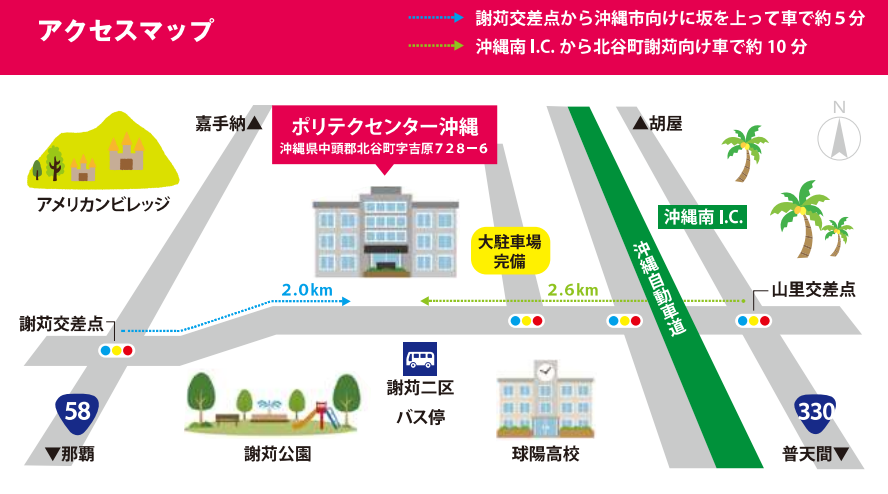 アクセスマップ
謝苅交差点から沖縄市向けに坂を上って車で約５分
沖縄南 I.C. から北谷町謝苅向け車で約 10 分
嘉手納▲
ポリテクセンター沖縄
沖縄県中頭郡北谷町字吉原７２８ー６
▲胡屋
N
アメリカンビレッジ
大駐車場
完備
沖縄南 I.C.
沖縄自動車道
2.0km
2.6km
山里交差点
謝苅交差点
謝苅二区
バス停
58
330
▼那覇
謝苅公園
球陽高校
普天間▼